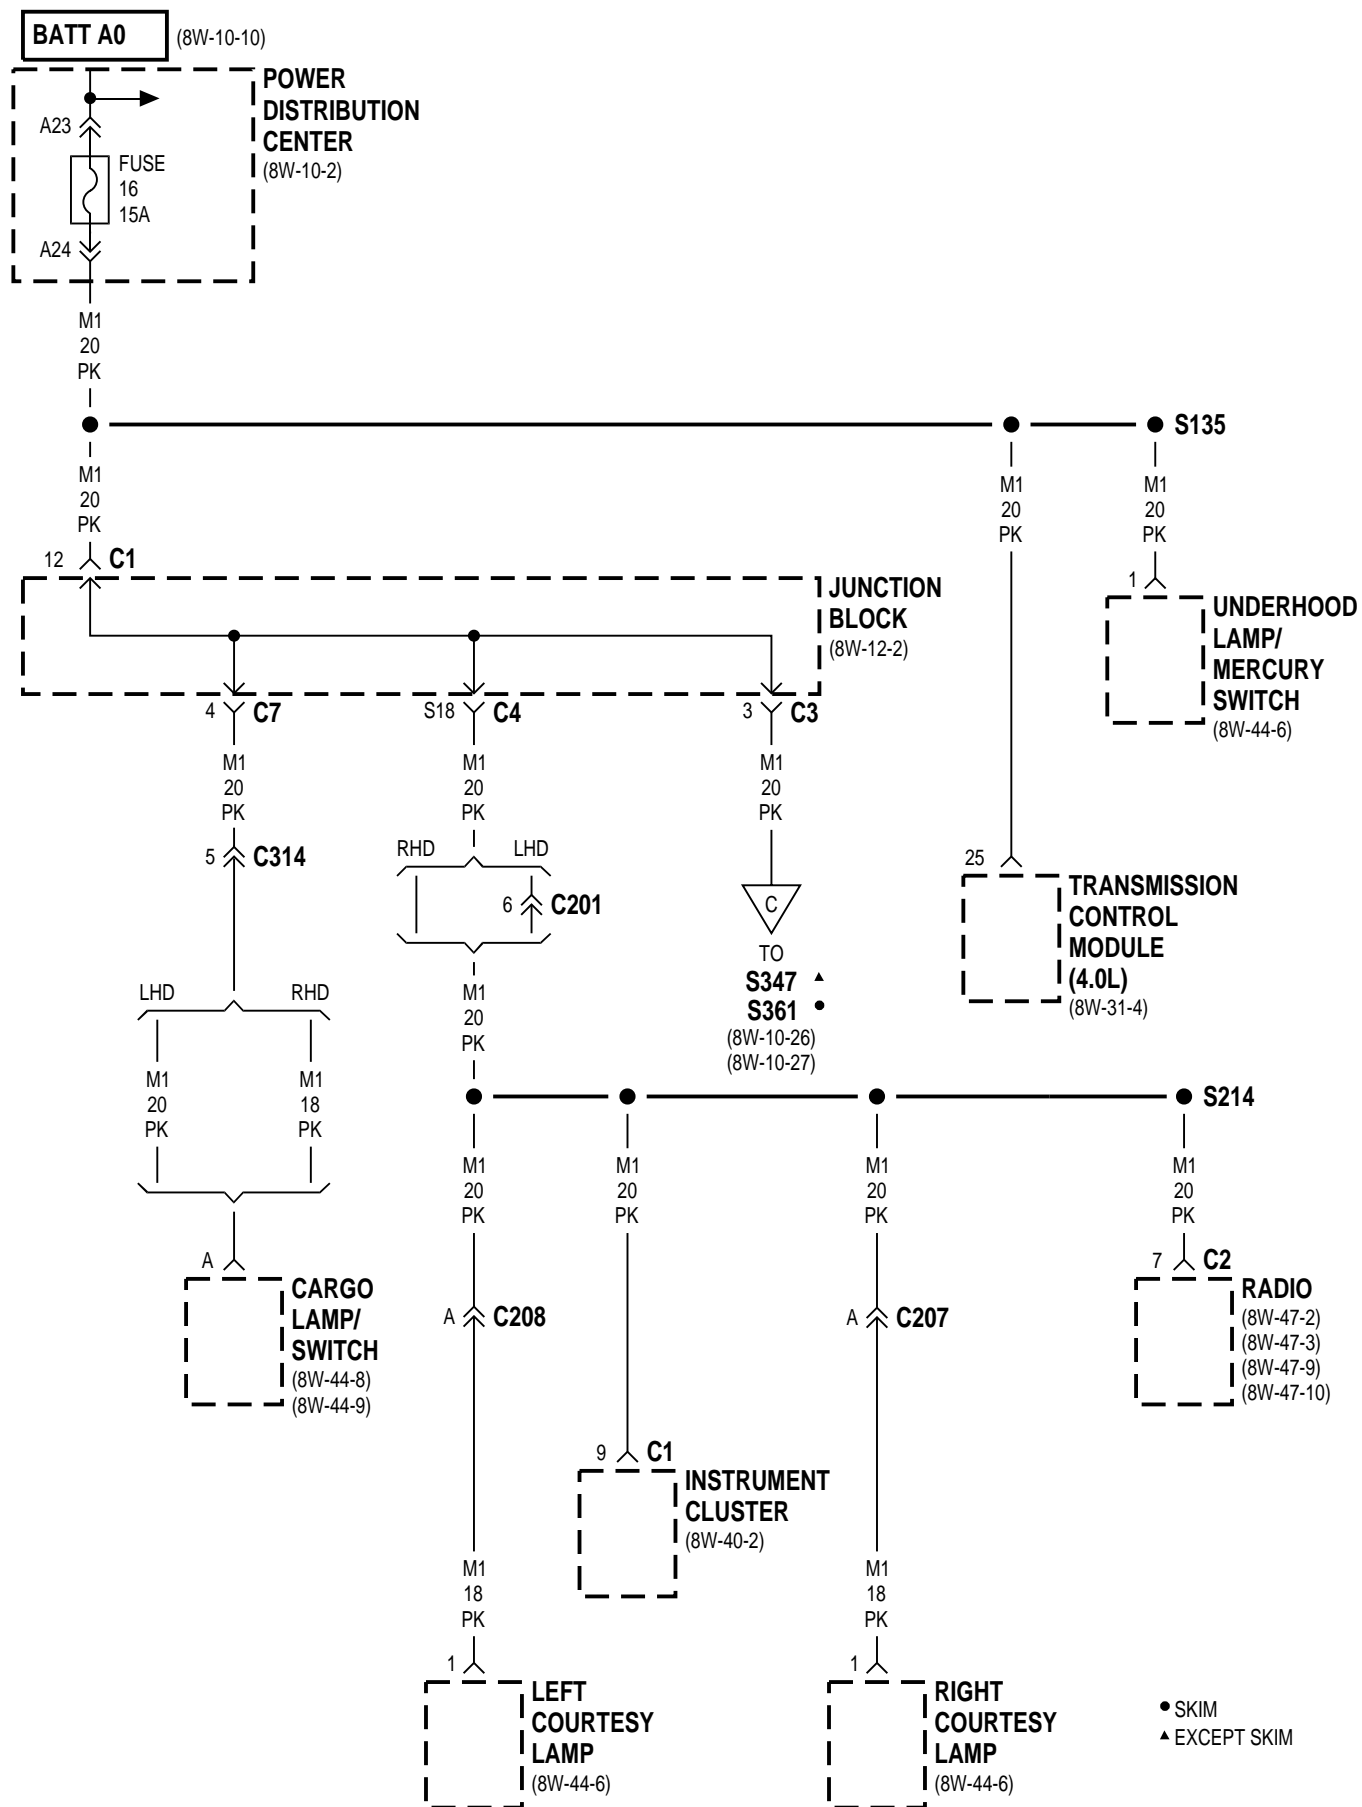 BATT A0
(8W-10-10)
POWER
DISTRIBUTION
CENTER
(8W-10-2)
A23
FUSE
16
15A
A24
M1
20
PK
S135
M1
20
PK
M1
20
PK
M1
20
PK
12
C1
1
JUNCTION
BLOCK
(8W-12-2)
UNDERHOOD
LAMP/
MERCURY
SWITCH
(8W-44-6)
4
C7
S18
C4
3
C3
M1
20
PK
M1
20
PK
M1
20
PK
5
C314
RHD
LHD
6
C201
C
TO
S347
S361
(8W-10-26)
(8W-10-27)
25
TRANSMISSION
CONTROL
MODULE
(4.0L)
(8W-31-4)
LHD
RHD
M1
20
PK
M1
20
PK
M1
18
PK
S214
M1
20
PK
M1
20
PK
M1
20
PK
M1
20
PK
A
CARGO
LAMP/
SWITCH
(8W-44-8)
(8W-44-9)
A
C208
A
C207
7
C2
RADIO
(8W-47-2)
(8W-47-3)
(8W-47-9)
(8W-47-10)
9
C1
INSTRUMENT
CLUSTER
(8W-40-2)
M1
18
PK
M1
18
PK
1
LEFT
COURTESY
LAMP
(8W-44-6)
1
RIGHT
COURTESY
LAMP
(8W-44-6)
SKIM
EXCEPT SKIM